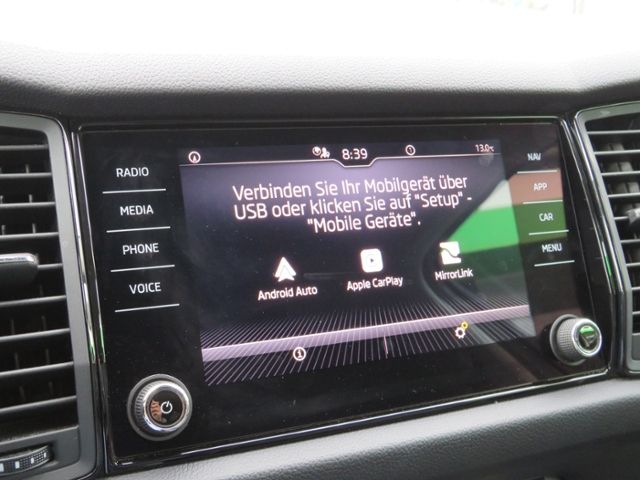 8:39
13.0°C
RADIO
MEDIA
PHONE
VOICE
Verbinden Sie Ihr Mobilgerät über
USB oder klicken Sie auf "Setup" -
"Mobile Geräte".
Android Auto
Apple CarPlay
MirrorLink
NAV
APP
CAR
MENU